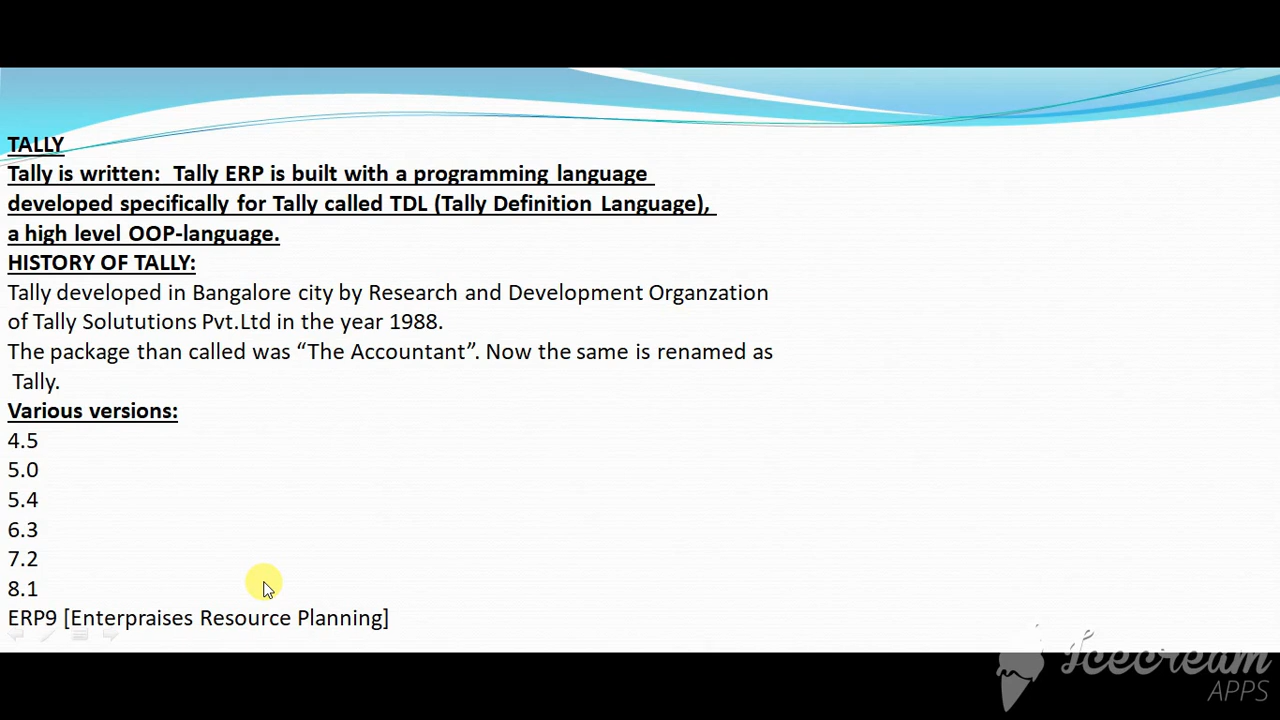 TALLY
Tally is written:  Tally ERP is built with a programming language
developed specifically for Tally called TDL (Tally Definition Language),
a high level OOP-language.
HISTORY OF TALLY:
Tally developed in Bangalore city by Research and Development Organzation
of Tally Solututions Pvt.Ltd in the year 1988.
The package than called was “The Accountant”. Now the same is renamed as
Tally.
Various versions:
4.5
5.0
5.4
6.3
7.2
8.1
ERP9 [Enterpraises Resource Planning]
Icecream
APPS